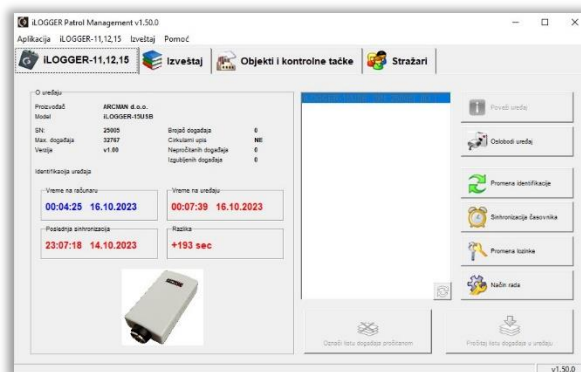 iLOGGER Patrol Management v1.50.0
Aplikacija iLOGGER-11,12,15 Izveštaj Pomoć
iLOGGER-11,12,15 Izveštaj Objekti i kontrolne tačke Stražari
O uređaju
Proizvođač ARCMAN d.o.o.
Model iLOGGER-15USB
SN: 25005 Brojač događaja 0
Max. događaja 32767 Cirkularni upis NE
Verzija v1.00 Nepročitanih događaja 0
Izgubljenih događaja 0
Identifikacija uređaja
Vreme na računaru
00:04:25 16.10.2023
Vreme na uređaju
00:07:39 16.10.2023
Poslednja sinhronizacija
23:07:18 14.10.2023
Razlika
+193 sec
Poveži uređaj
Oslobodi uređaj
Promena identifikacije
Sinhronizacija časovnika
Promena lozinke
Način rada
Označi listu događaja pročitanom
Pročitaj listu događaja u uređaju
v1.50.0